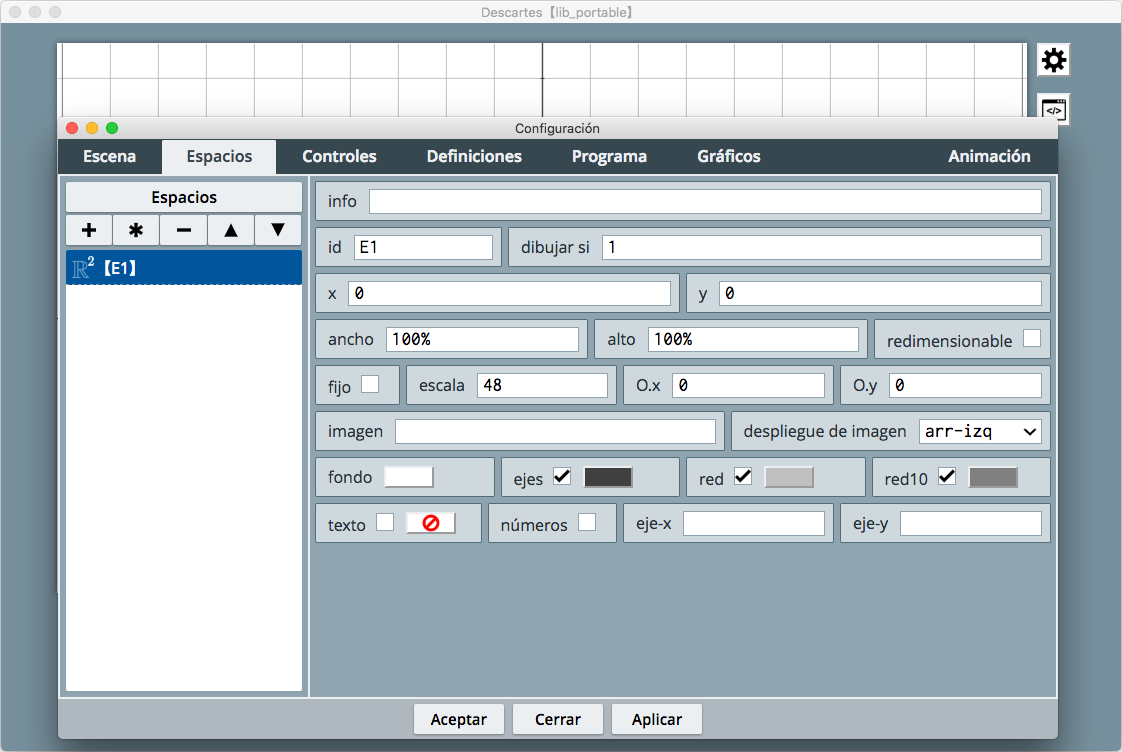 Descartes【lib_portable】
</>
Configuración
Escena Espacios Controles Definiciones Programa Gráficos Animación
Espacios
+ ✱ − ▲ ▼
ℝ²【E1】
info
id E1 dibujar si 1
x 0 y 0
ancho 100% alto 100% redimensionable
fijo escala 48 O.x 0 O.y 0
imagen despliegue de imagen arr-izq
fondo ejes red red10
texto números eje-x eje-y
Aceptar Cerrar Aplicar